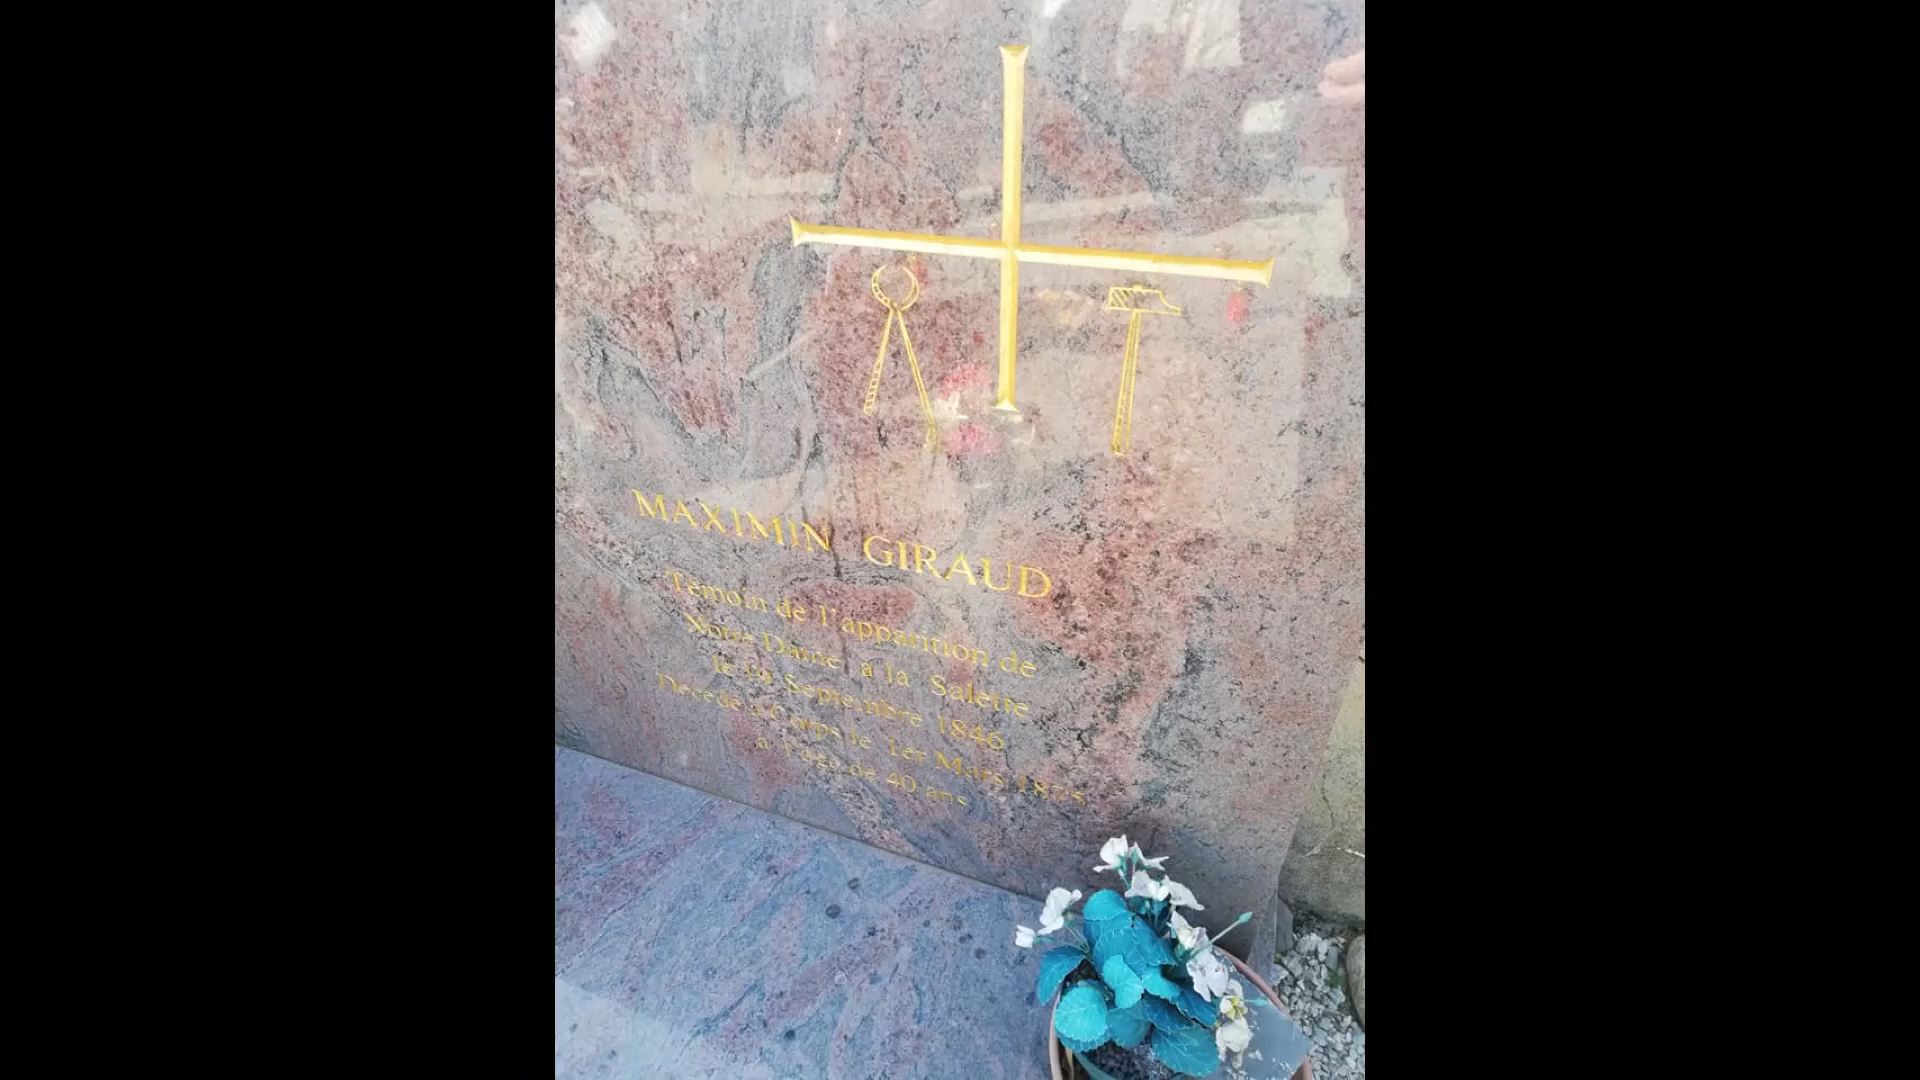 MAXIMIN GIRAUD
Témoin de l'apparition de
Notre Dame à la Salette
le 19 Septembre 1846
Décédé à Corps le 1er Mars 1875
à l'âge de 40 ans